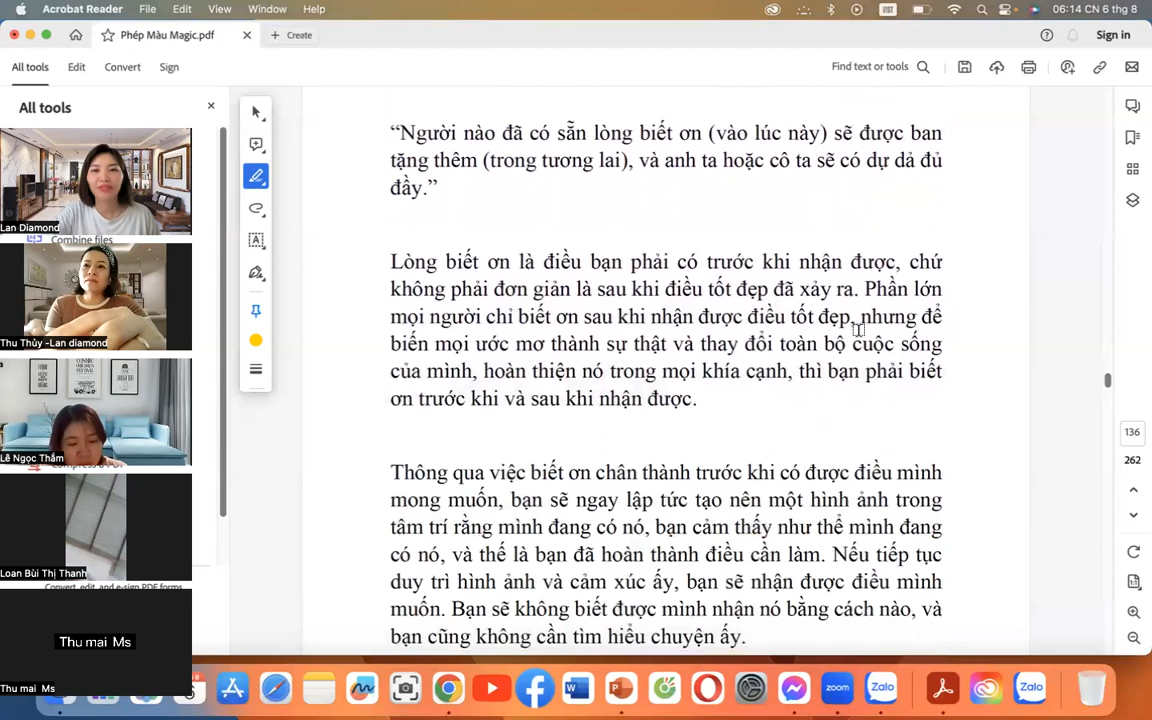 Acrobat Reader File Edit View Window Help 06:14 CN 6 thg 8
Phép Màu Magic.pdf Create Sign in
All tools Edit Convert Sign Find text or tools
All tools
Lan Diamond
Combine files
Thu Thủy -Lan diamond
Lê Ngọc Thắm
Loan Bùi Thị Thanh
Convert, edit, and e-sign PDF forms
Thu mai Ms
Thu mai Ms
“Người nào đã có sẵn lòng biết ơn (vào lúc này) sẽ được ban
tặng thêm (trong tương lai), và anh ta hoặc cô ta sẽ có dự dả đủ
đầy.”
Lòng biết ơn là điều bạn phải có trước khi nhận được, chứ
không phải đơn giản là sau khi điều tốt đẹp đã xảy ra. Phần lớn
mọi người chỉ biết ơn sau khi nhận được điều tốt đẹp, nhưng để
biến mọi ước mơ thành sự thật và thay đổi toàn bộ cuộc sống
của mình, hoàn thiện nó trong mọi khía cạnh, thì bạn phải biết
ơn trước khi và sau khi nhận được.
Thông qua việc biết ơn chân thành trước khi có được điều mình
mong muốn, bạn sẽ ngay lập tức tạo nên một hình ảnh trong
tâm trí rằng mình đang có nó, bạn cảm thấy như thể mình đang
có nó, và thế là bạn đã hoàn thành điều cần làm. Nếu tiếp tục
duy trì hình ảnh và cảm xúc ấy, bạn sẽ nhận được điều mình
muốn. Bạn sẽ không biết được mình nhận nó bằng cách nào, và
bạn cũng không cần tìm hiểu chuyện ấy.
136
262
zoom Zalo Zalo